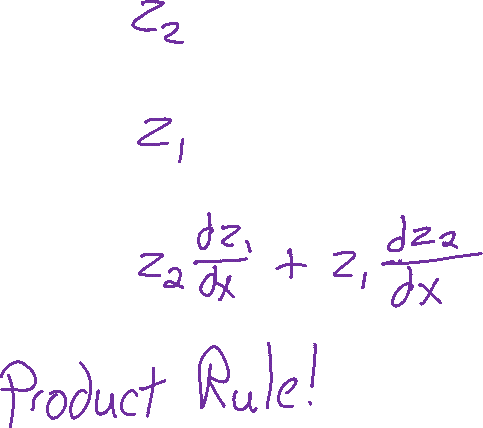 z₂
z₁
z₂ dz₁/dx + z₁ dz₂/dx
Product Rule!